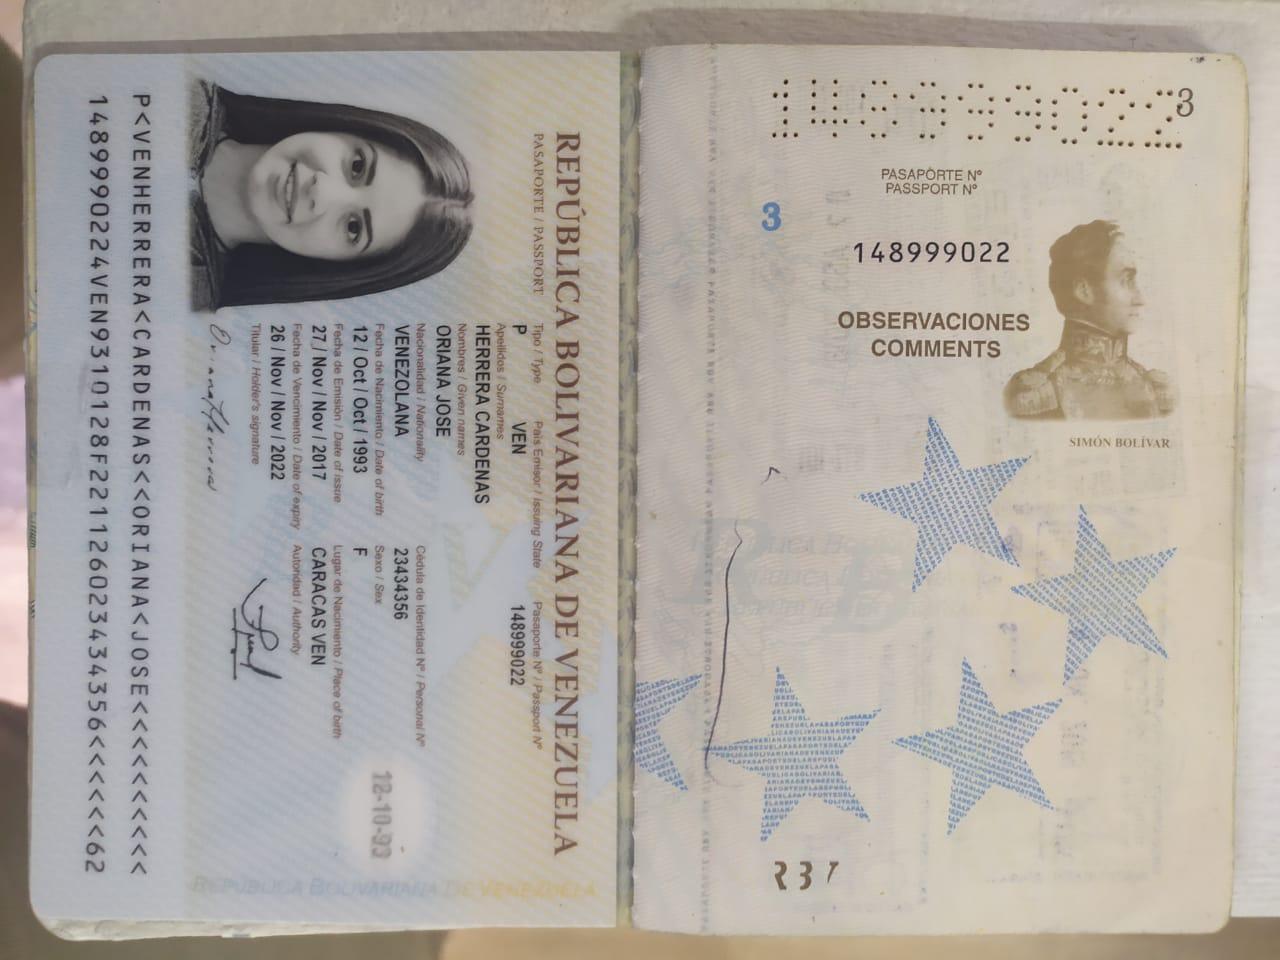 REPÚBLICA BOLIVARIANA DE VENEZUELA
PASAPORTE / PASSPORT
Tipo / Type
País Emisor / Issuing State
Pasaporte Nº / Passport Nº
P
VEN
148999022
Apellidos / Surnames
HERRERA CARDENAS
Nombres / Given names
ORIANA JOSE
Nacionalidad / Nationality
Cédula de Identidad Nº / Personal Nº
VENEZOLANA
23434356
Fecha de Nacimiento / Date of birth
Sexo / Sex
12 / Oct / Oct / 1993
F
Fecha de Emisión / Date of issue
Lugar de Nacimiento / Place of birth
27 / Nov / Nov / 2017
CARACAS VEN
Fecha de Vencimiento / Date of expiry
Autoridad / Authority
26 / Nov / Nov / 2022
Titular / Holder's signature
Oriana Herrera
12-10-93
REPÚBLICA BOLIVARIANA DE VENEZUELA
P<VENHERRERA<CARDENAS<<ORIANA<JOSE<<<<<<<<<<
1489990224VEN9310128F221126023434356<<<<<<62
148999022
3
PASAPORTE Nº
PASSPORT Nº
3
148999022
OBSERVACIONES
COMMENTS
SIMÓN BOLÍVAR